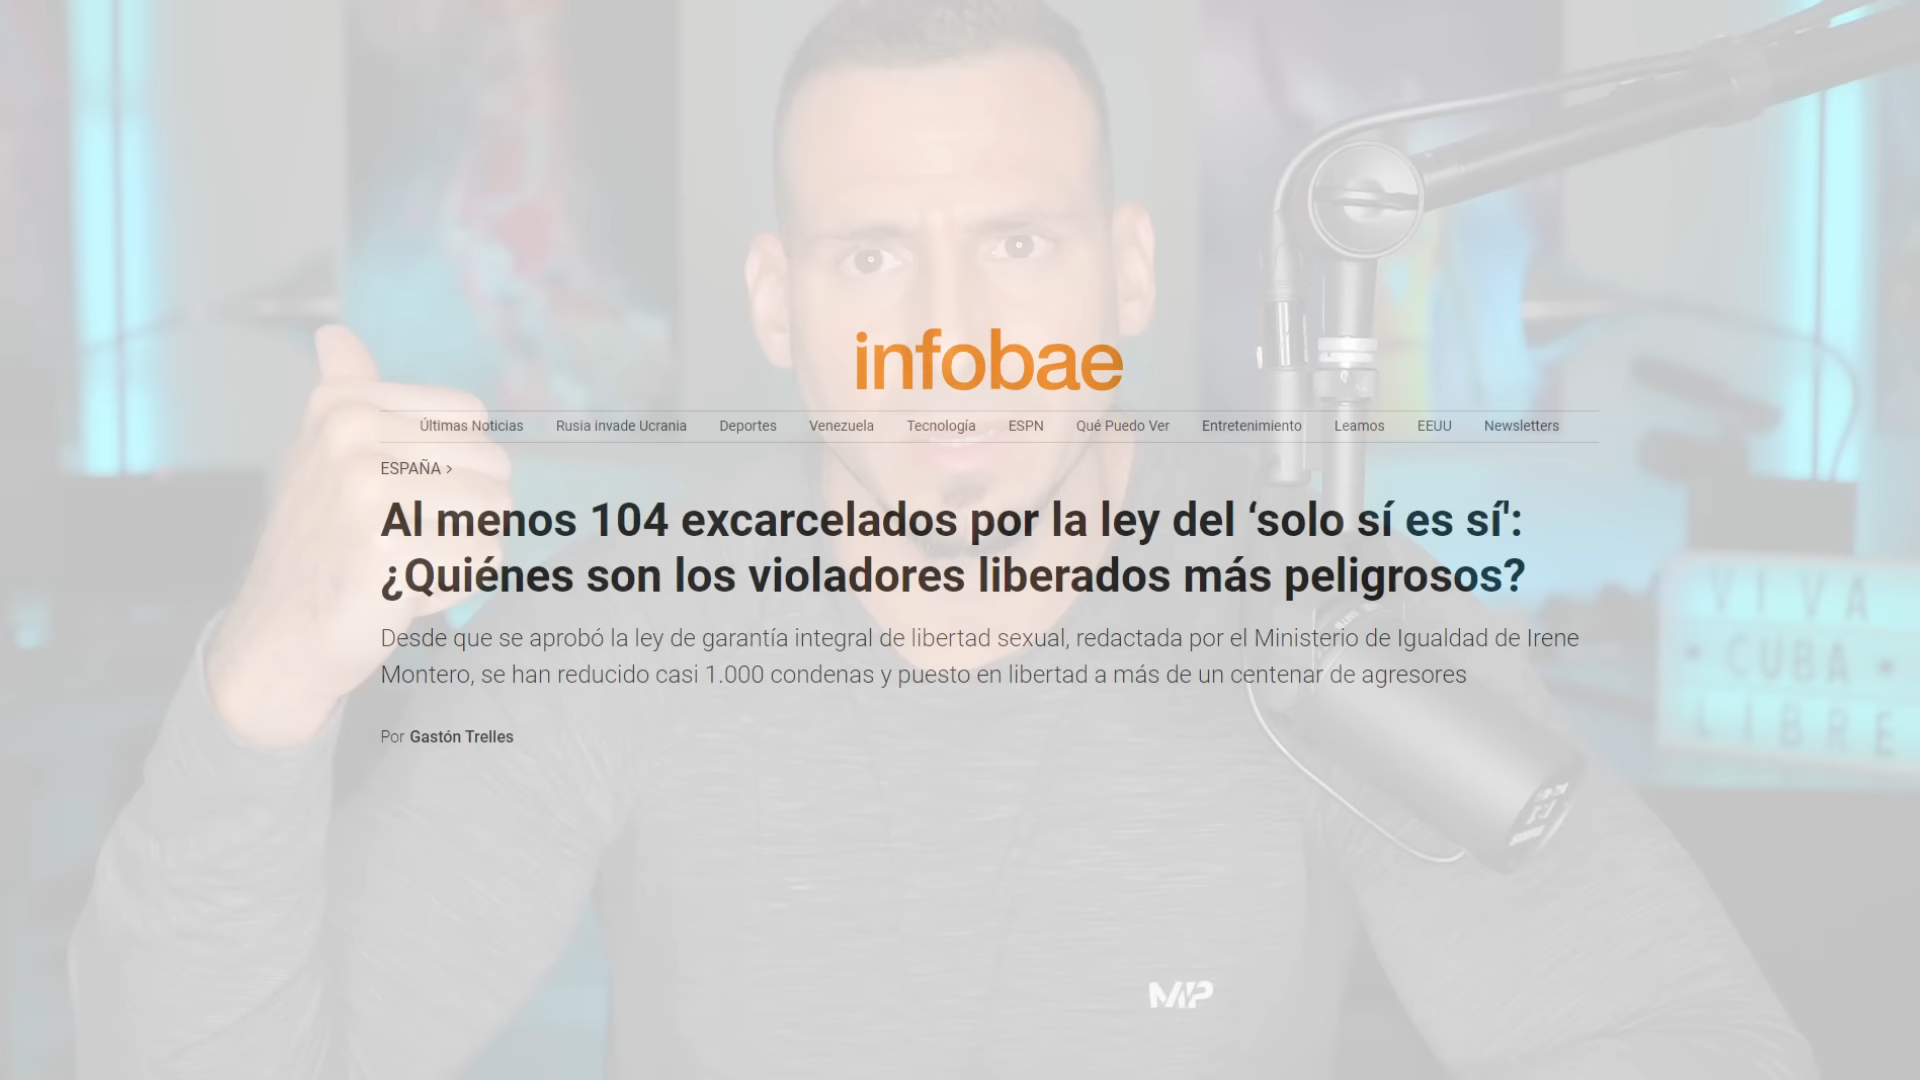 infobae
Últimas Noticias Rusia invade Ucrania Deportes Venezuela Tecnología ESPN Qué Puedo Ver Entretenimiento Leamos EEUU Newsletters
ESPAÑA >
Al menos 104 excarcelados por la ley del ‘solo sí es sí':
¿Quiénes son los violadores liberados más peligrosos?
Desde que se aprobó la ley de garantía integral de libertad sexual, redactada por el Ministerio de Igualdad de Irene
Montero, se han reducido casi 1.000 condenas y puesto en libertad a más de un centenar de agresores
Por Gastón Trelles
VIVA
CUBA
LIBRE
MP